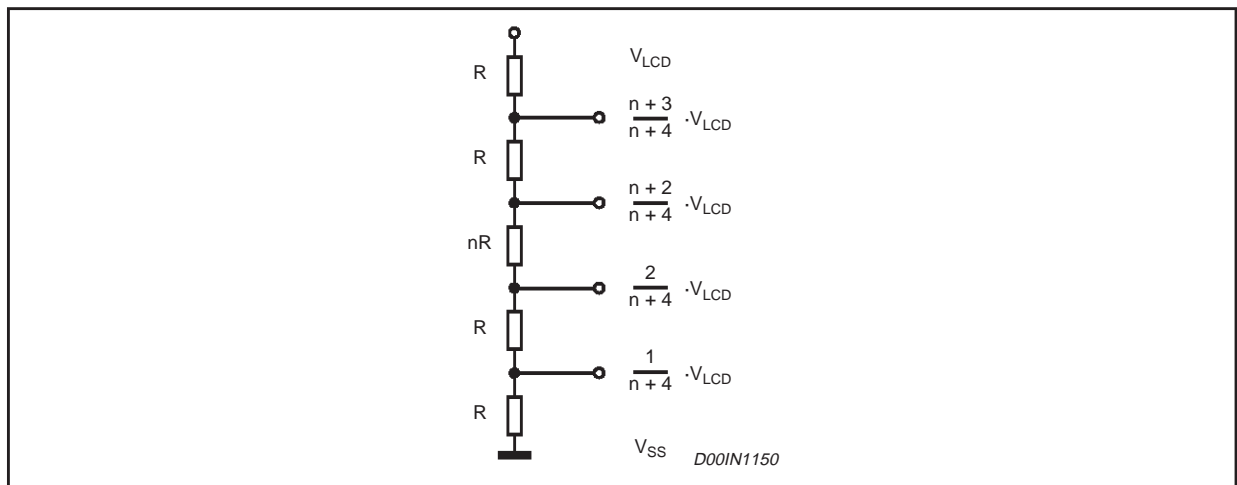 R
V_LCD
n + 3
n + 4 ·V_LCD
R
n + 2
n + 4 ·V_LCD
nR
2
n + 4 ·V_LCD
R
1
n + 4 ·V_LCD
R
V_SS
D00IN1150